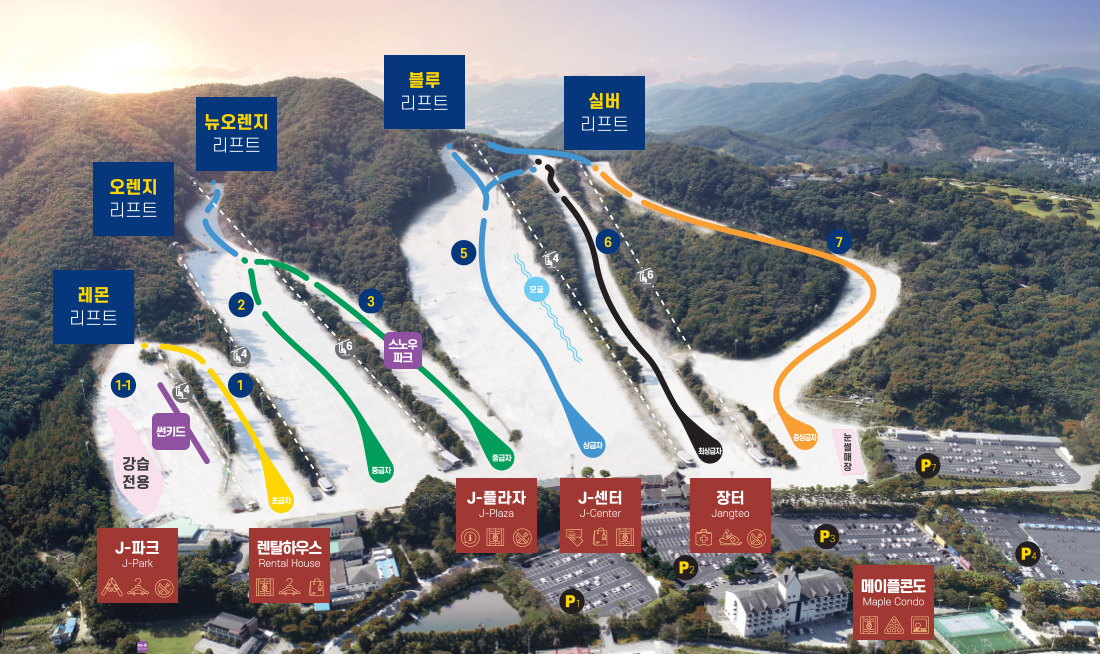 블루
리프트
실버
리프트
뉴오렌지
리프트
오렌지
리프트
레몬
리프트
7
6
5
4
모글
6
2
3
스노우
파크
4
6
1-1
4
1
썬키드
강습
전용
초급자
중급자
중급자
상급자
최상급자
중상급자
눈썰매장
P7
J-파크
J-Park
렌탈하우스
Rental House
J-플라자
J-Plaza
J-센터
J-Center
장터
Jangteo
P3
P4
P2
P1
메이플콘도
Maple Condo